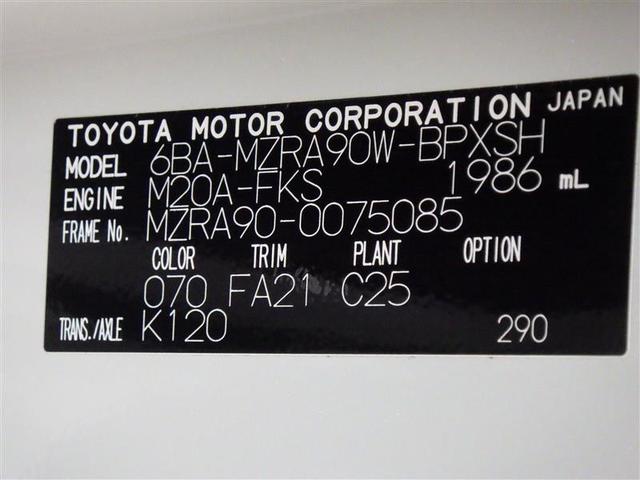 TOYOTA MOTOR CORPORATION JAPAN
MODEL 6BA-MZRA90W-BPXSH
ENGINE M20A-FKS 1986 mL
FRAME No. MZRA90-0075085
COLOR TRIM PLANT OPTION
070 FA21 C25
TRANS./AXLE K120 290